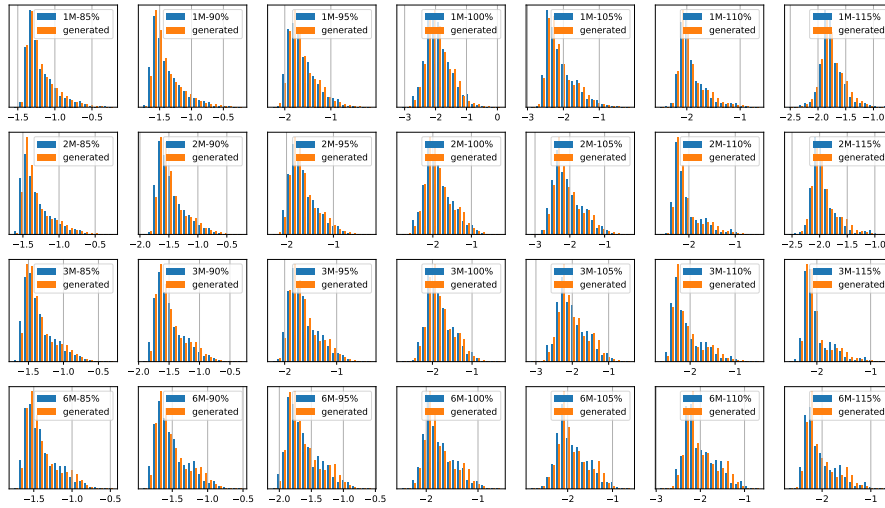 1M-85%
generated
1M-90%
generated
1M-95%
generated
1M-100%
generated
1M-105%
generated
1M-110%
generated
1M-115%
generated
−1.5 −1.0 −0.5
−1.5 −1.0 −0.5
−2 −1
−3 −2 −1 0
−3 −2 −1
−2 −1
−2.5 −2.0 −1.5 −1.0
2M-85%
generated
2M-90%
generated
2M-95%
generated
2M-100%
generated
2M-105%
generated
2M-110%
generated
2M-115%
generated
−1.5 −1.0 −0.5
−2.0 −1.5 −1.0 −0.5
−2 −1
−2 −1
−3 −2 −1
−2 −1
−2.5 −2.0 −1.5 −1.0
3M-85%
generated
3M-90%
generated
3M-95%
generated
3M-100%
generated
3M-105%
generated
3M-110%
generated
3M-115%
generated
−1.5 −1.0 −0.5
−1.5 −1.0 −0.5
−2 −1
−2 −1
−3 −2 −1
−2 −1
−2 −1
6M-85%
generated
6M-90%
generated
6M-95%
generated
6M-100%
generated
6M-105%
generated
6M-110%
generated
6M-115%
generated
−1.5 −1.0 −0.5
−1.5 −1.0 −0.5
−2.0 −1.5 −1.0 −0.5
−2 −1
−2 −1
−3 −2 −1
−2 −1